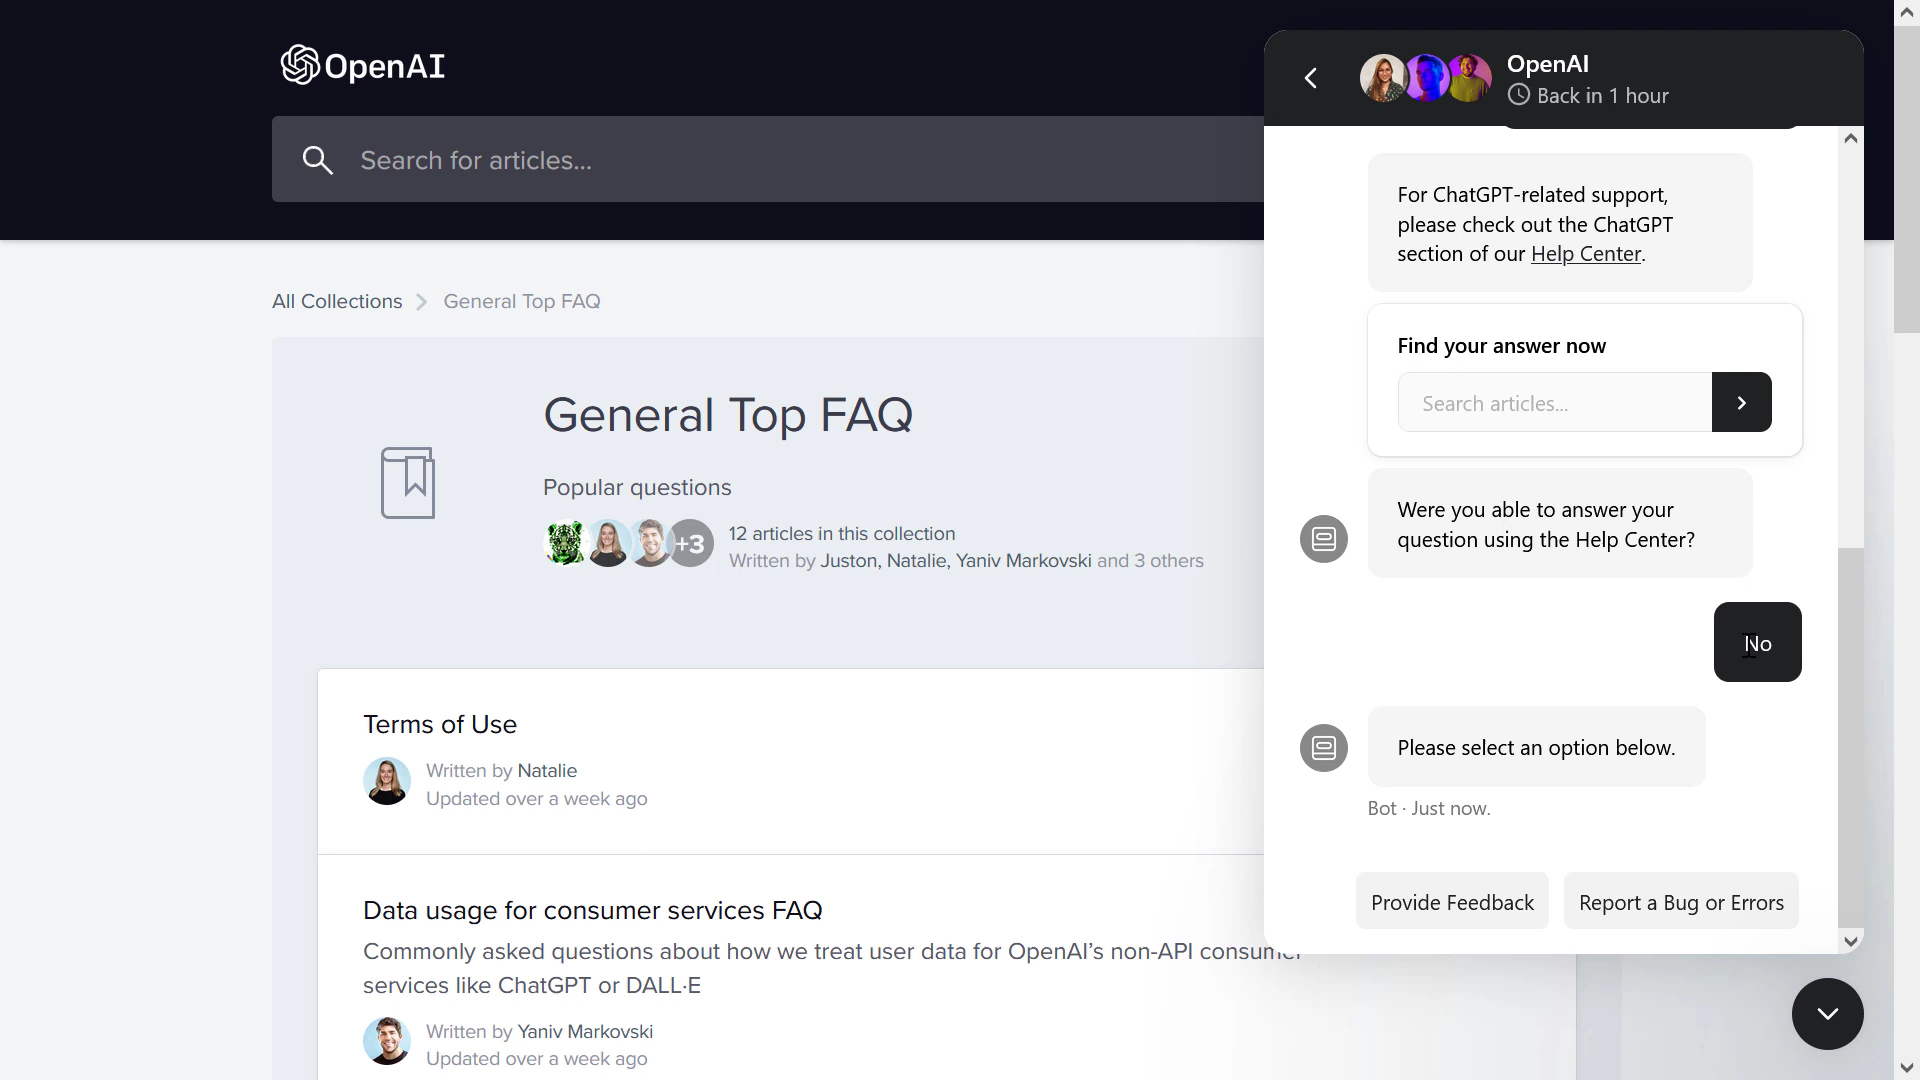 OpenAI
Search for articles...
All Collections
General Top FAQ
General Top FAQ
Popular questions
+3
12 articles in this collection
Written by Juston, Natalie, Yaniv Markovski and 3 others
Terms of Use
Written by Natalie
Updated over a week ago
Data usage for consumer services FAQ
Commonly asked questions about how we treat user data for OpenAI’s non-API consumer
services like ChatGPT or DALL·E
Written by Yaniv Markovski
Updated over a week ago
OpenAI
Back in 1 hour
For ChatGPT-related support,
please check out the ChatGPT
section of our Help Center.
Find your answer now
Search articles...
Were you able to answer your
question using the Help Center?
No
Please select an option below.
Bot · Just now.
Provide Feedback
Report a Bug or Errors